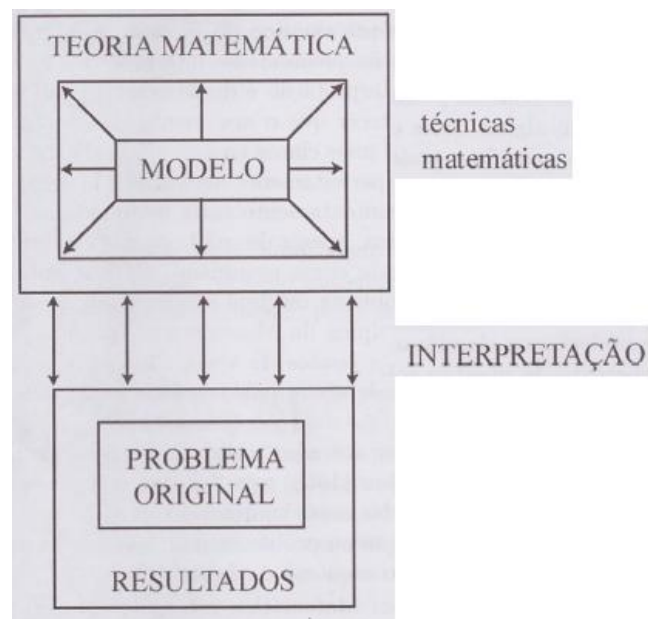 TEORIA MATEMÁTICA
MODELO
técnicas
matemáticas
INTERPRETAÇÃO
PROBLEMA
ORIGINAL
RESULTADOS